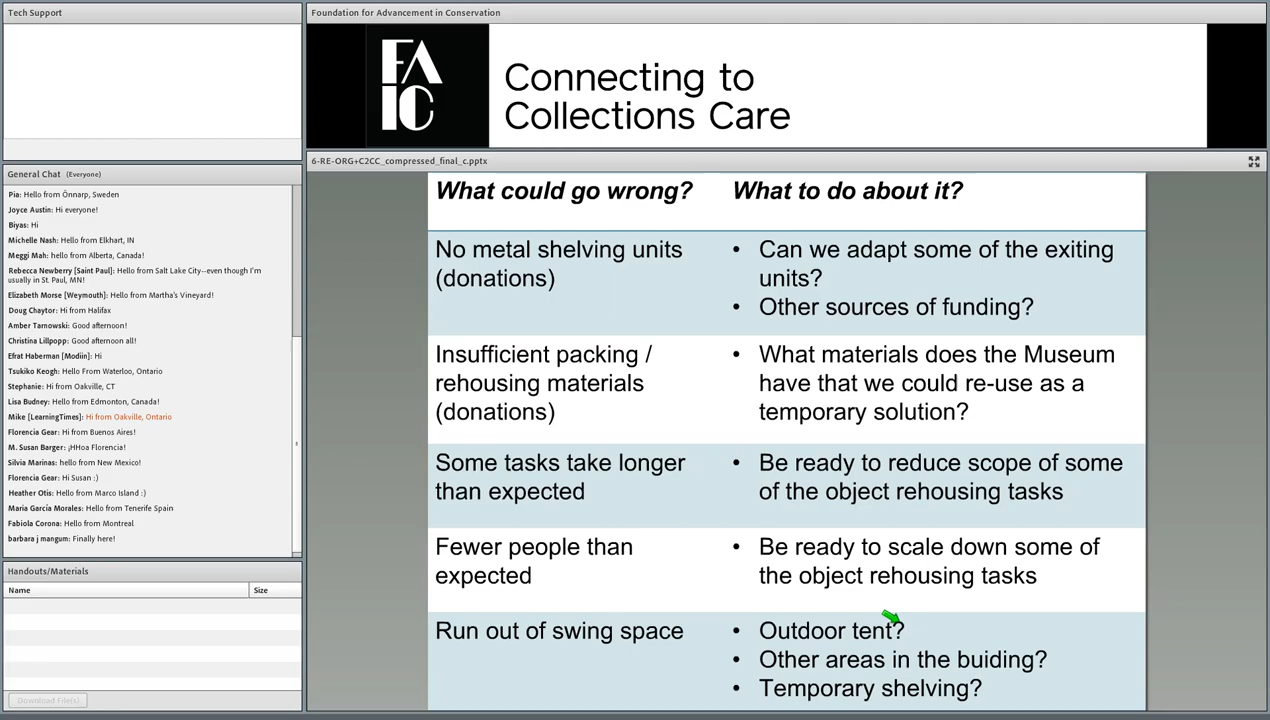 Tech Support
Foundation for Advancement in Conservation
FA
IC
Connecting to
Collections Care
General Chat (Everyone)
Pia: Hello from Önnarp, Sweden
Joyce Austin: Hi everyone!
Biyas: Hi
Michelle Nash: Hello from Elkhart, IN
Meggi Mah: hello from Alberta, Canada!
Rebecca Newberry [Saint Paul]: Hello from Salt Lake City--even though I'm
usually in St. Paul, MN!
Elizabeth Morse [Weymouth]: Hello from Martha's Vineyard!
Doug Chaytor: Hi from Halifax
Amber Tarnowski: Good afternoon!
Christina Lillpopp: Good afternoon all!
Efrat Haberman [Modiin]: Hi
Tsukiko Keogh: Hello From Waterloo, Ontario
Stephanie: Hi from Oakville, CT
Lisa Budney: Hello from Edmonton, Canada!
Mike [LearningTimes]: Hi from Oakville, Ontario
Florencia Gear: Hi from Buenos Aires!
M. Susan Barger: ¡HHoa Florencia!
Silvia Marinas: hello from New Mexico!
Florencia Gear: Hi Susan :)
Heather Otis: Hello from Marco Island :)
Maria García Morales: Hello from Tenerife Spain
Fabiola Corona: Hello from Montreal
barbara j mangum: Finally here!
Handouts/Materials
Name Size
Download File(s)
6-RE-ORG+C2CC_compressed_final_c.pptx
What could go wrong? What to do about it?
No metal shelving units
(donations)
• Can we adapt some of the exiting
units?
• Other sources of funding?
Insufficient packing /
rehousing materials
(donations)
• What materials does the Museum
have that we could re-use as a
temporary solution?
Some tasks take longer
than expected
• Be ready to reduce scope of some
of the object rehousing tasks
Fewer people than
expected
• Be ready to scale down some of
the object rehousing tasks
Run out of swing space
• Outdoor tent?
• Other areas in the buiding?
• Temporary shelving?